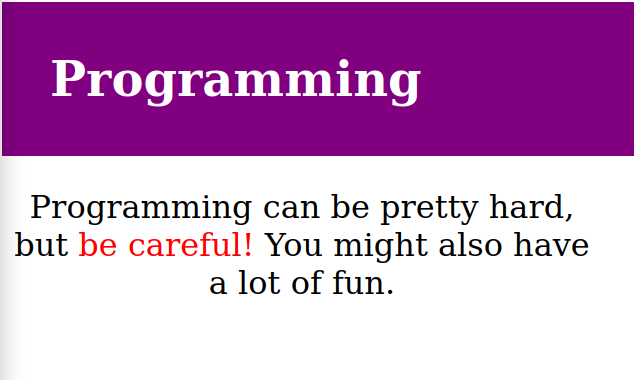 Programming
Programming can be pretty hard,
but be careful! You might also have
a lot of fun.